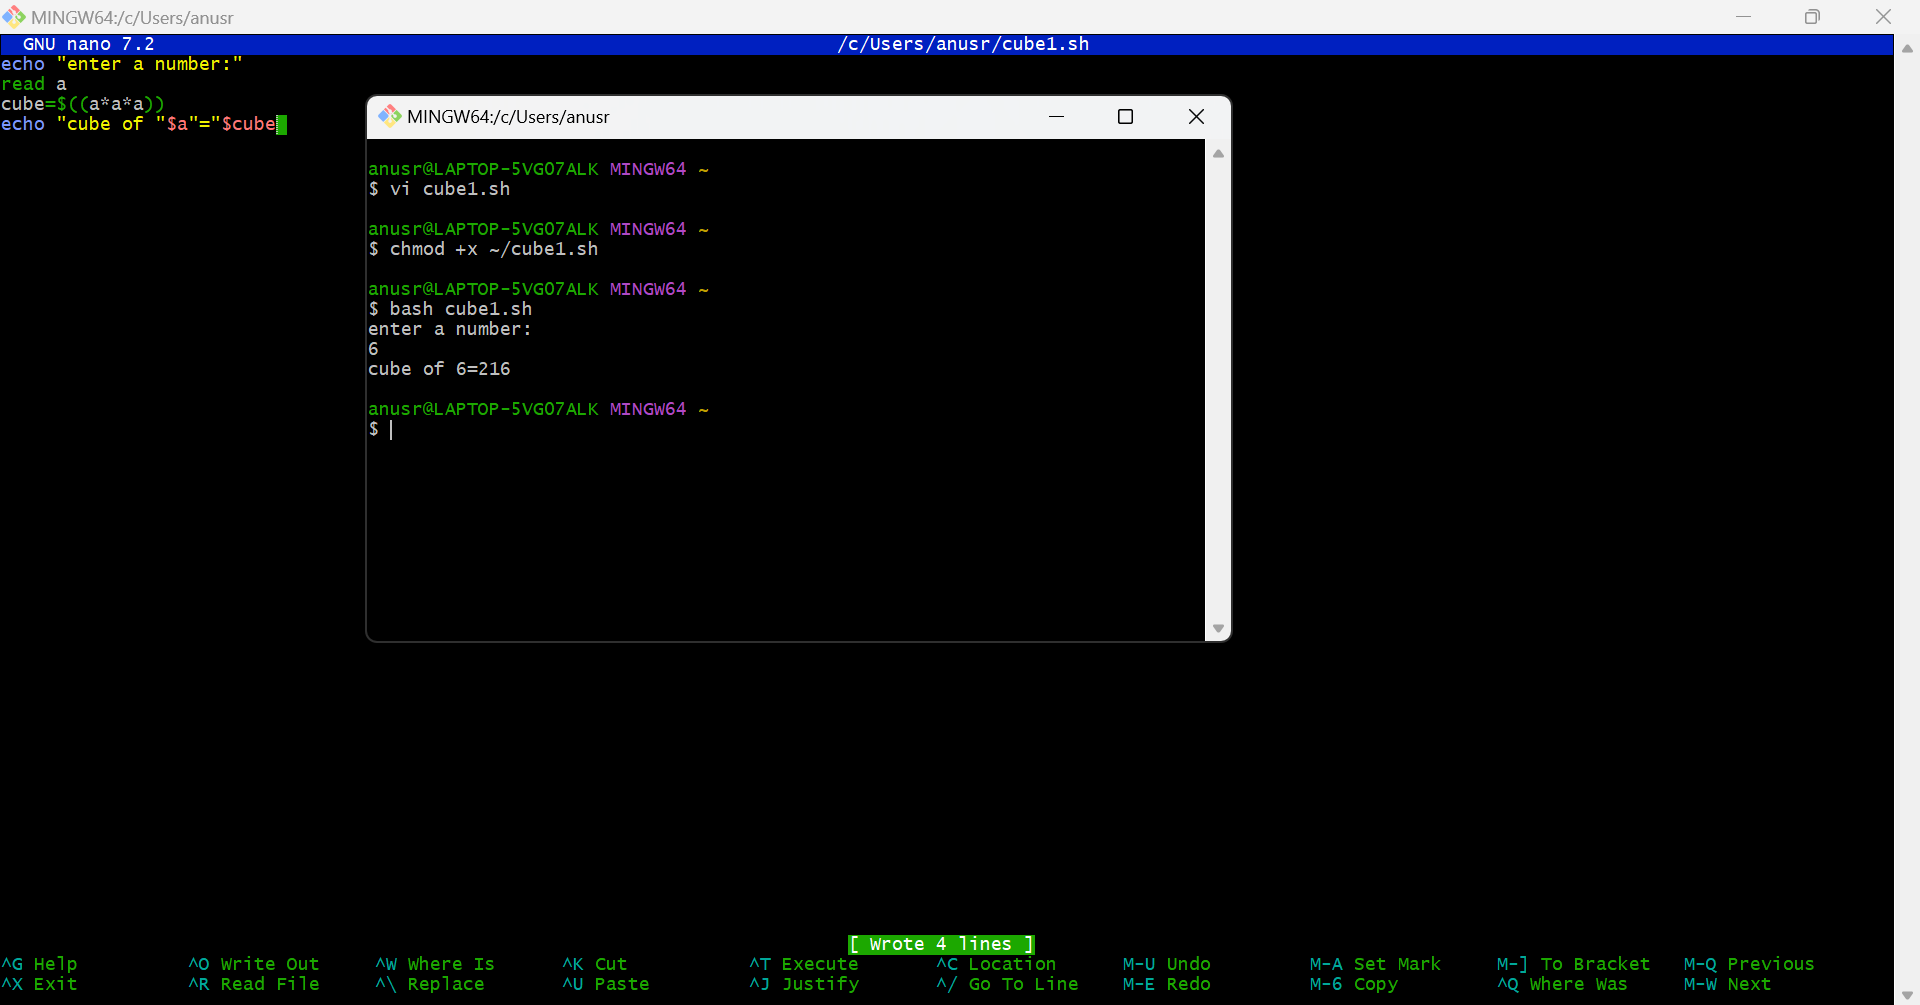 MINGW64:/c/Users/anusr
GNU nano 7.2 /c/Users/anusr/cube1.sh
echo "enter a number:"
read a
cube=$((a*a*a))
echo "cube of "$a"="$cube
MINGW64:/c/Users/anusr
anusr@LAPTOP-5VGO7ALK MINGW64 ~
$ vi cube1.sh
anusr@LAPTOP-5VGO7ALK MINGW64 ~
$ chmod +x ~/cube1.sh
anusr@LAPTOP-5VGO7ALK MINGW64 ~
$ bash cube1.sh
enter a number:
6
cube of 6=216
anusr@LAPTOP-5VGO7ALK MINGW64 ~
$
[ Wrote 4 lines ]
^G Help ^O Write Out ^W Where Is ^K Cut ^T Execute ^C Location M-U Undo M-A Set Mark M-] To Bracket M-Q Previous
^X Exit ^R Read File ^\ Replace ^U Paste ^J Justify ^/ Go To Line M-E Redo M-6 Copy ^Q Where Was M-W Next